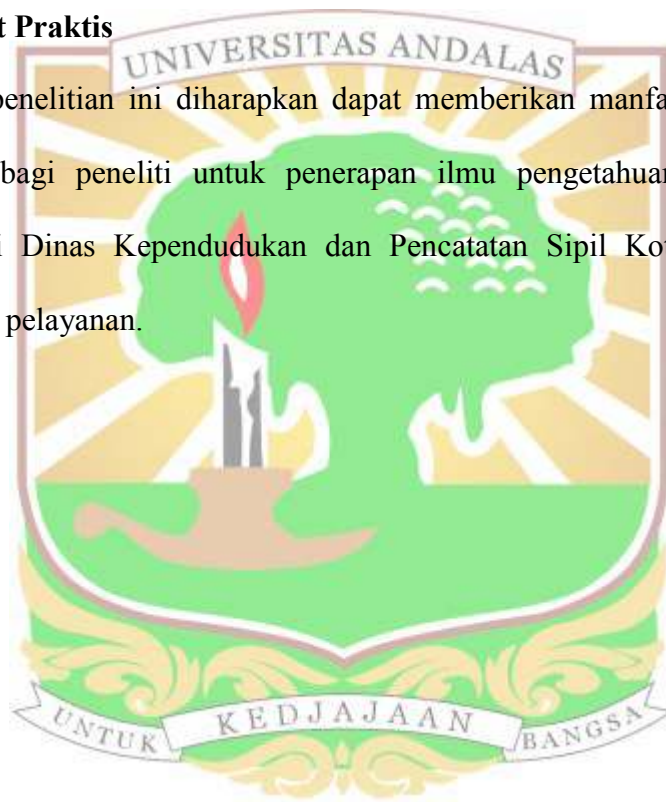 t Praktis
UNIVERSITAS ANDALAS
penelitian ini diharapkan dapat memberikan manfa
bagi peneliti untuk penerapan ilmu pengetahuan
i Dinas Kependudukan dan Pencatatan Sipil Kot
pelayanan.
UNTUK KEDJAJAAN BANGSA